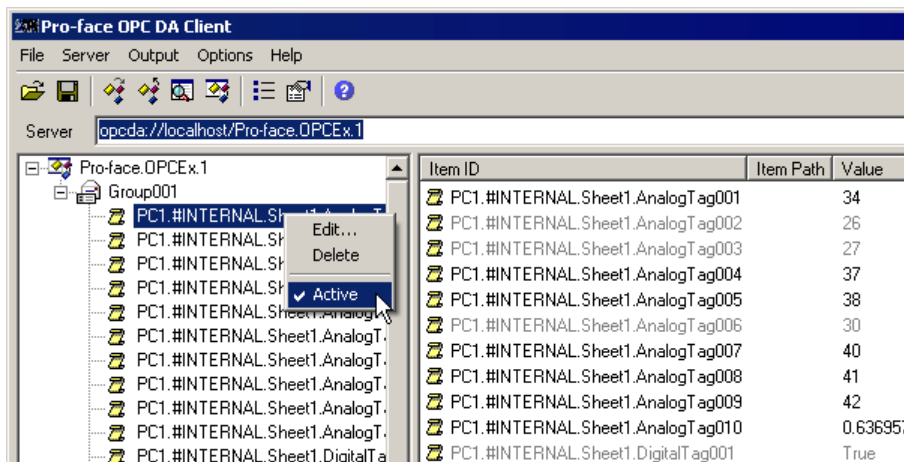 Pro-face OPC DA Client
File Server Output Options Help
Server opcda://localhost/Pro-face.OPCEx.1
Pro-face.OPCEx.1
Group001
PC1.#INTERNAL.Sheet1.AnalogT
PC1.#INTERNAL.Sh
PC1.#INTERNAL.Sh
PC1.#INTERNAL.Sh
PC1.#INTERNAL.Sheet1.Analog
PC1.#INTERNAL.Sheet1.AnalogT
PC1.#INTERNAL.Sheet1.AnalogT
PC1.#INTERNAL.Sheet1.AnalogT
PC1.#INTERNAL.Sheet1.AnalogT
PC1.#INTERNAL.Sheet1.AnalogT
PC1.#INTERNAL.Sheet1.DigitalTa
Edit...
Delete
Active
Item ID Item Path Value
PC1.#INTERNAL.Sheet1.AnalogTag001 34
PC1.#INTERNAL.Sheet1.AnalogTag002 26
PC1.#INTERNAL.Sheet1.AnalogTag003 27
PC1.#INTERNAL.Sheet1.AnalogTag004 37
PC1.#INTERNAL.Sheet1.AnalogTag005 38
PC1.#INTERNAL.Sheet1.AnalogTag006 30
PC1.#INTERNAL.Sheet1.AnalogTag007 40
PC1.#INTERNAL.Sheet1.AnalogTag008 41
PC1.#INTERNAL.Sheet1.AnalogTag009 42
PC1.#INTERNAL.Sheet1.AnalogTag010 0.636957
PC1.#INTERNAL.Sheet1.DigitalTag001 True